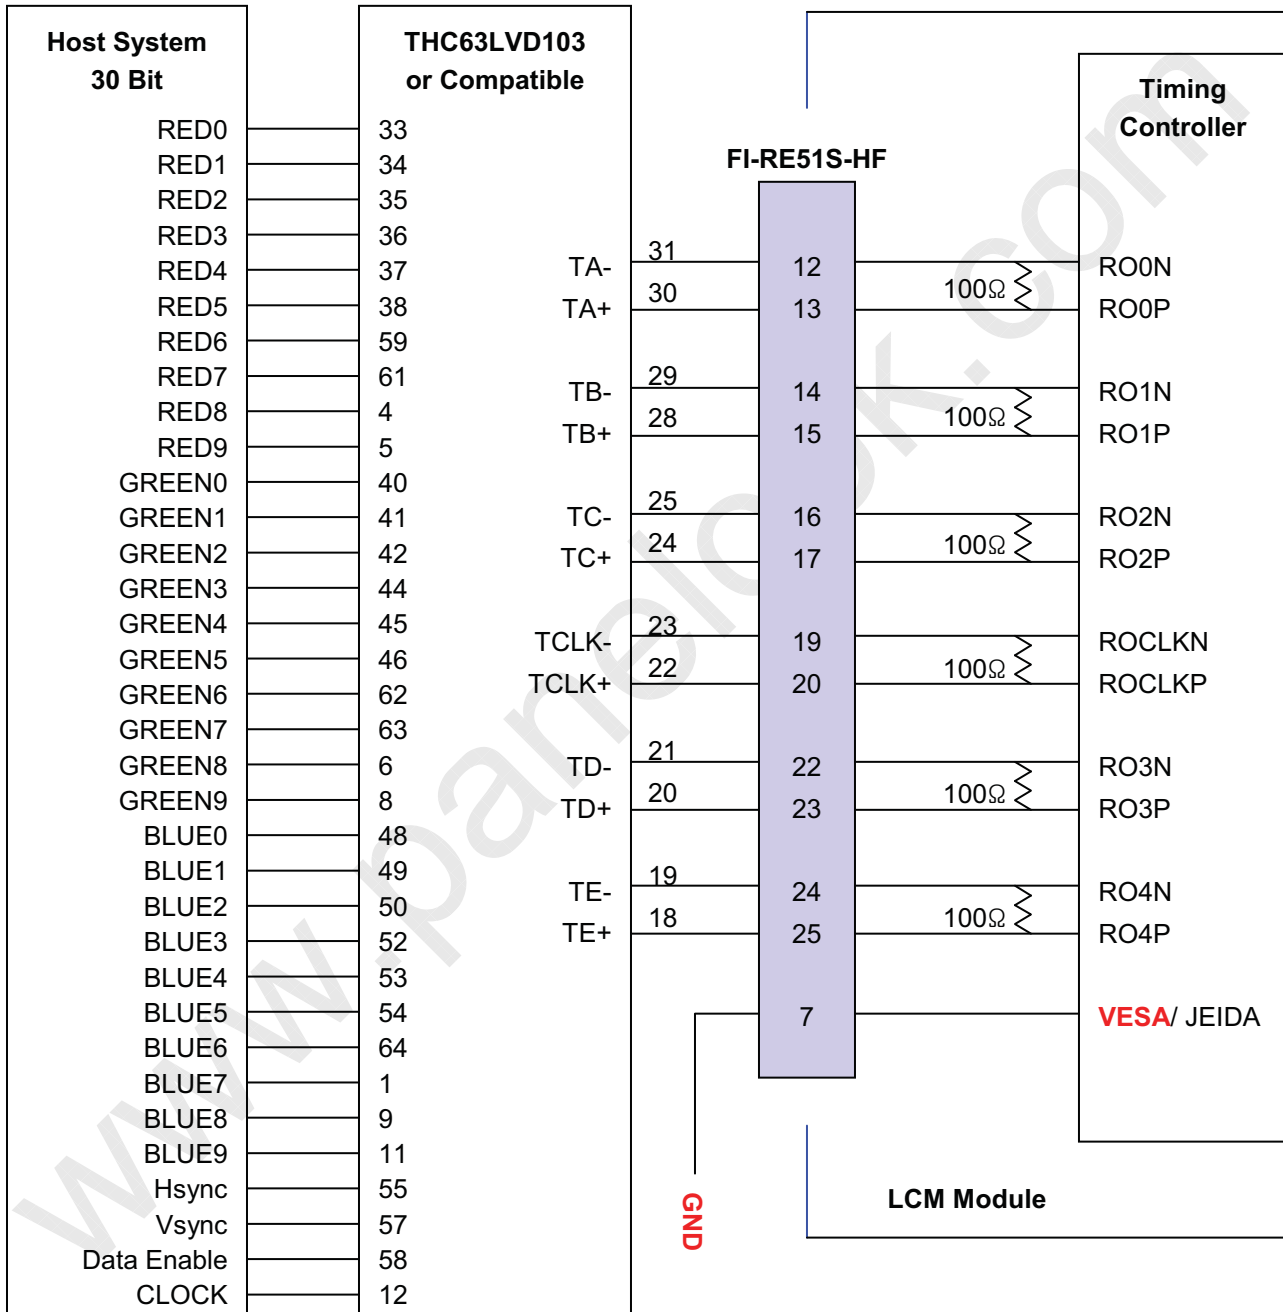 Host System
30 Bit
RED0
RED1
RED2
RED3
RED4
RED5
RED6
RED7
RED8
RED9
GREEN0
GREEN1
GREEN2
GREEN3
GREEN4
GREEN5
GREEN6
GREEN7
GREEN8
GREEN9
BLUE0
BLUE1
BLUE2
BLUE3
BLUE4
BLUE5
BLUE6
BLUE7
BLUE8
BLUE9
Hsync
Vsync
Data Enable
CLOCK
THC63LVD103
or Compatible
33
34
35
36
37
38
59
61
4
5
40
41
42
44
45
46
62
63
6
8
48
49
50
52
53
54
64
1
9
11
55
57
58
12
TA- 31
TA+ 30
TB- 29
TB+ 28
TC- 25
TC+ 24
TCLK- 23
TCLK+ 22
TD- 21
TD+ 20
TE- 19
TE+ 18
GND
FI-RE51S-HF
12
13
14
15
16
17
19
20
22
23
24
25
7
100Ω
100Ω
100Ω
100Ω
100Ω
100Ω
Timing
Controller
RO0N
RO0P
RO1N
RO1P
RO2N
RO2P
ROCLKN
ROCLKP
RO3N
RO3P
RO4N
RO4P
VESA/ JEIDA
LCM Module
www.panelook.com